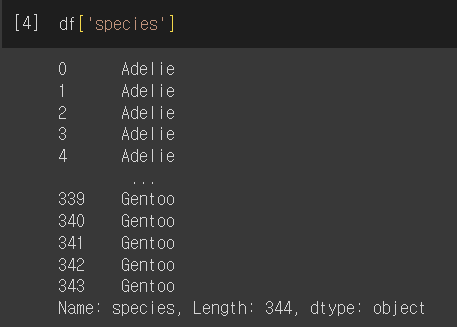 [4] df['species']
0 Adelie
1 Adelie
2 Adelie
3 Adelie
4 Adelie
...
339 Gentoo
340 Gentoo
341 Gentoo
342 Gentoo
343 Gentoo
Name: species, Length: 344, dtype: object